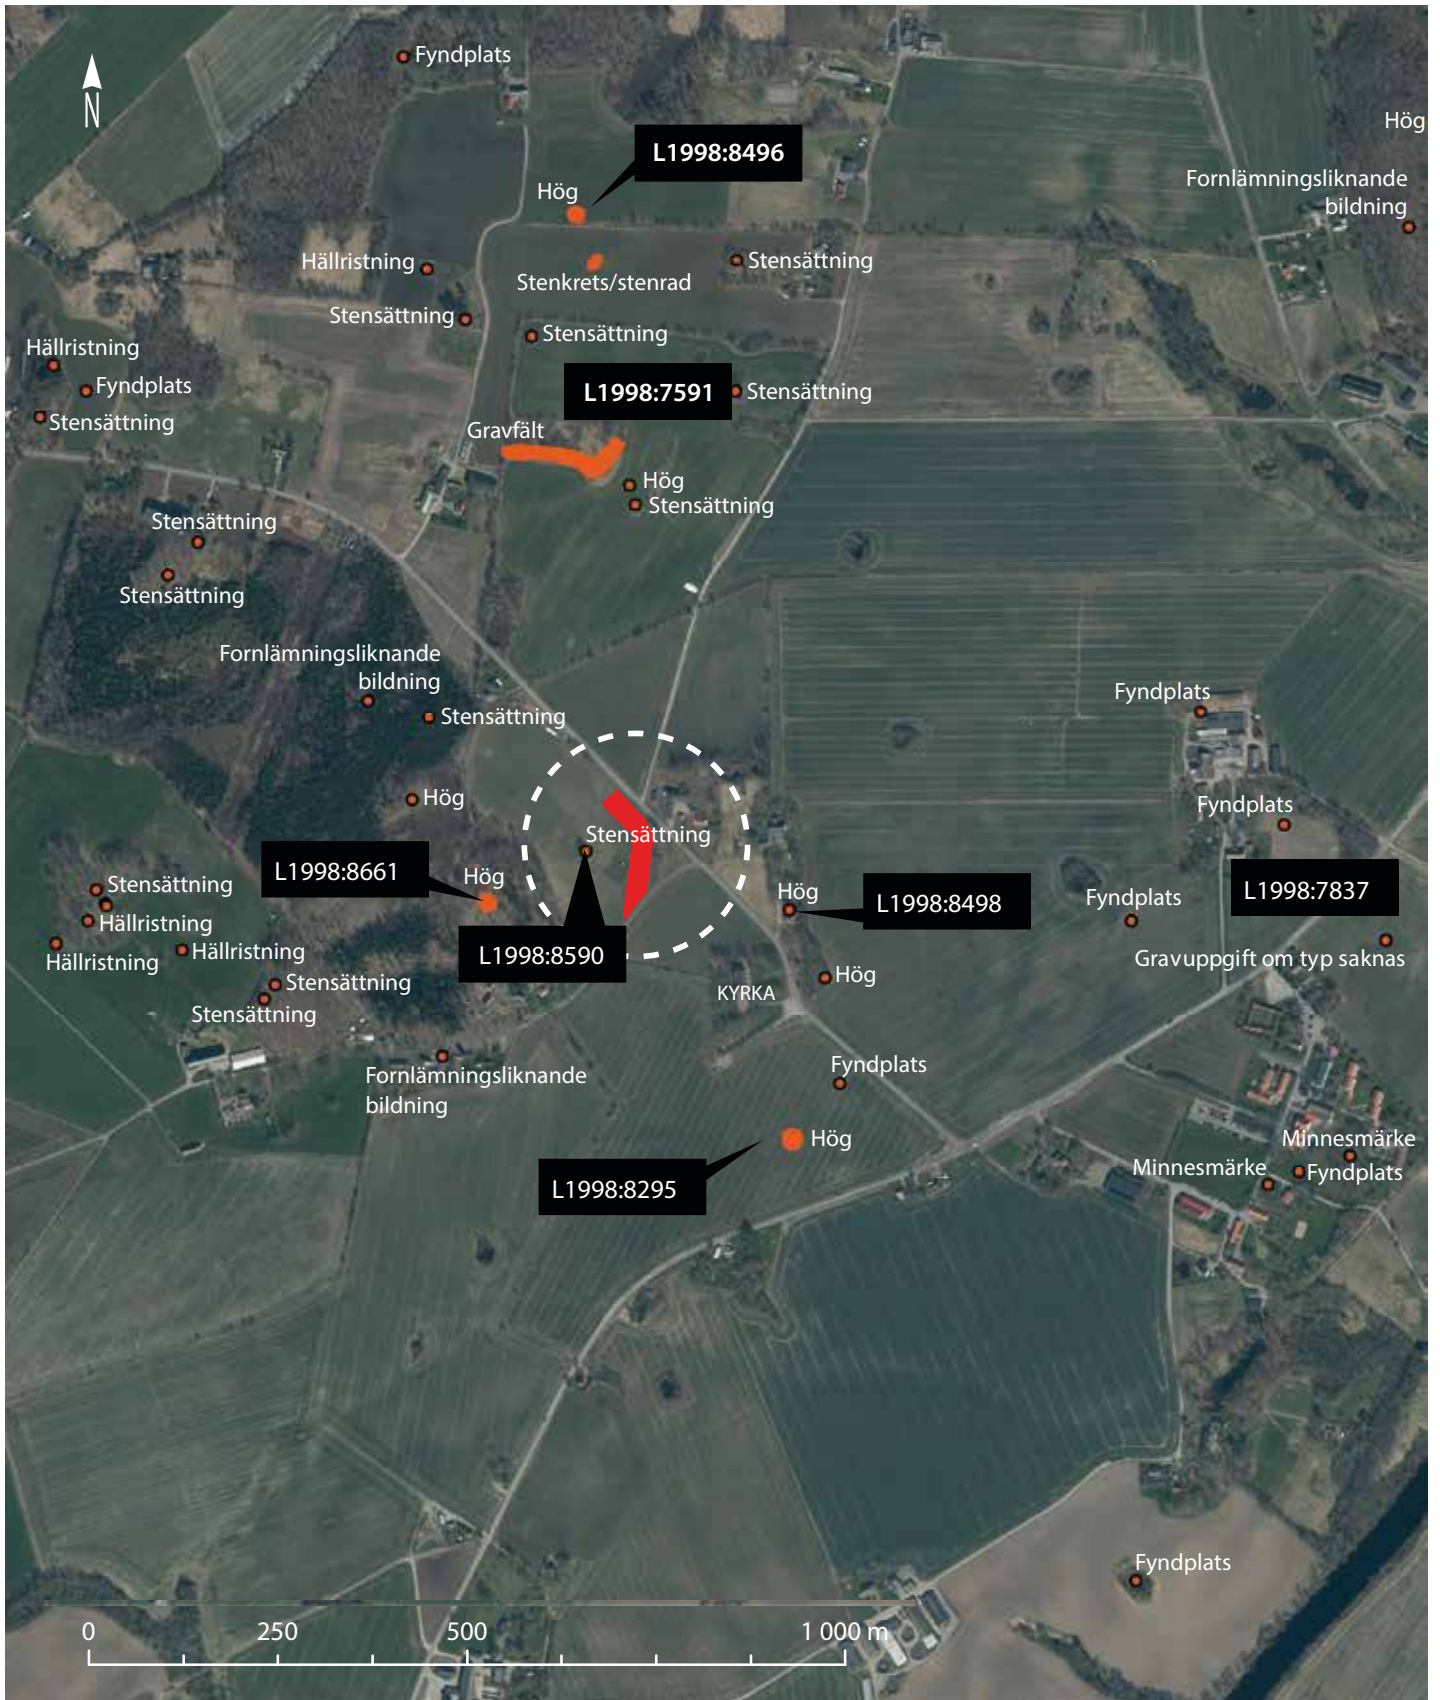 Fyndplats
N
Hög
L1998:8496
Fornlämningsliknande
bildning
Hög
Hällristning
Stensättning
Stenkrets/stenrad
Stensättning
Stensättning
Hällristning
Fyndplats
L1998:7591
Stensättning
Stensättning
Gravfält
Hög
Stensättning
Stensättning
Stensättning
Fornlämningsliknande
bildning
Stensättning
Fyndplats
Hög
Fyndplats
Stensättning
L1998:8661
Hög
Stensättning
Hög
L1998:8498
Fyndplats
L1998:7837
Hällristning
Hällristning
Hällristning
L1998:8590
Gravuppgift om typ saknas
Stensättning
Hög
KYRKA
Stensättning
Fornlämningsliknande
bildning
Fyndplats
Hög
Minnesmärke
Minnesmärke
Fyndplats
L1998:8295
Fyndplats
0 250 500 1 000 m